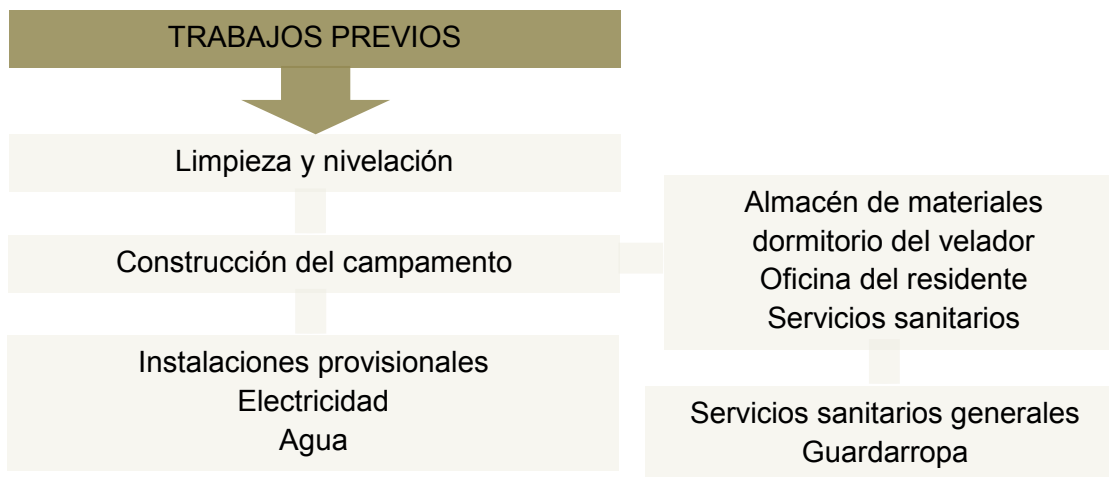 TRABAJOS PREVIOS
Limpieza y nivelación
Construcción del campamento
Almacén de materiales
dormitorio del velador
Oficina del residente
Servicios sanitarios
Instalaciones provisionales
Electricidad
Agua
Servicios sanitarios generales
Guardarropa